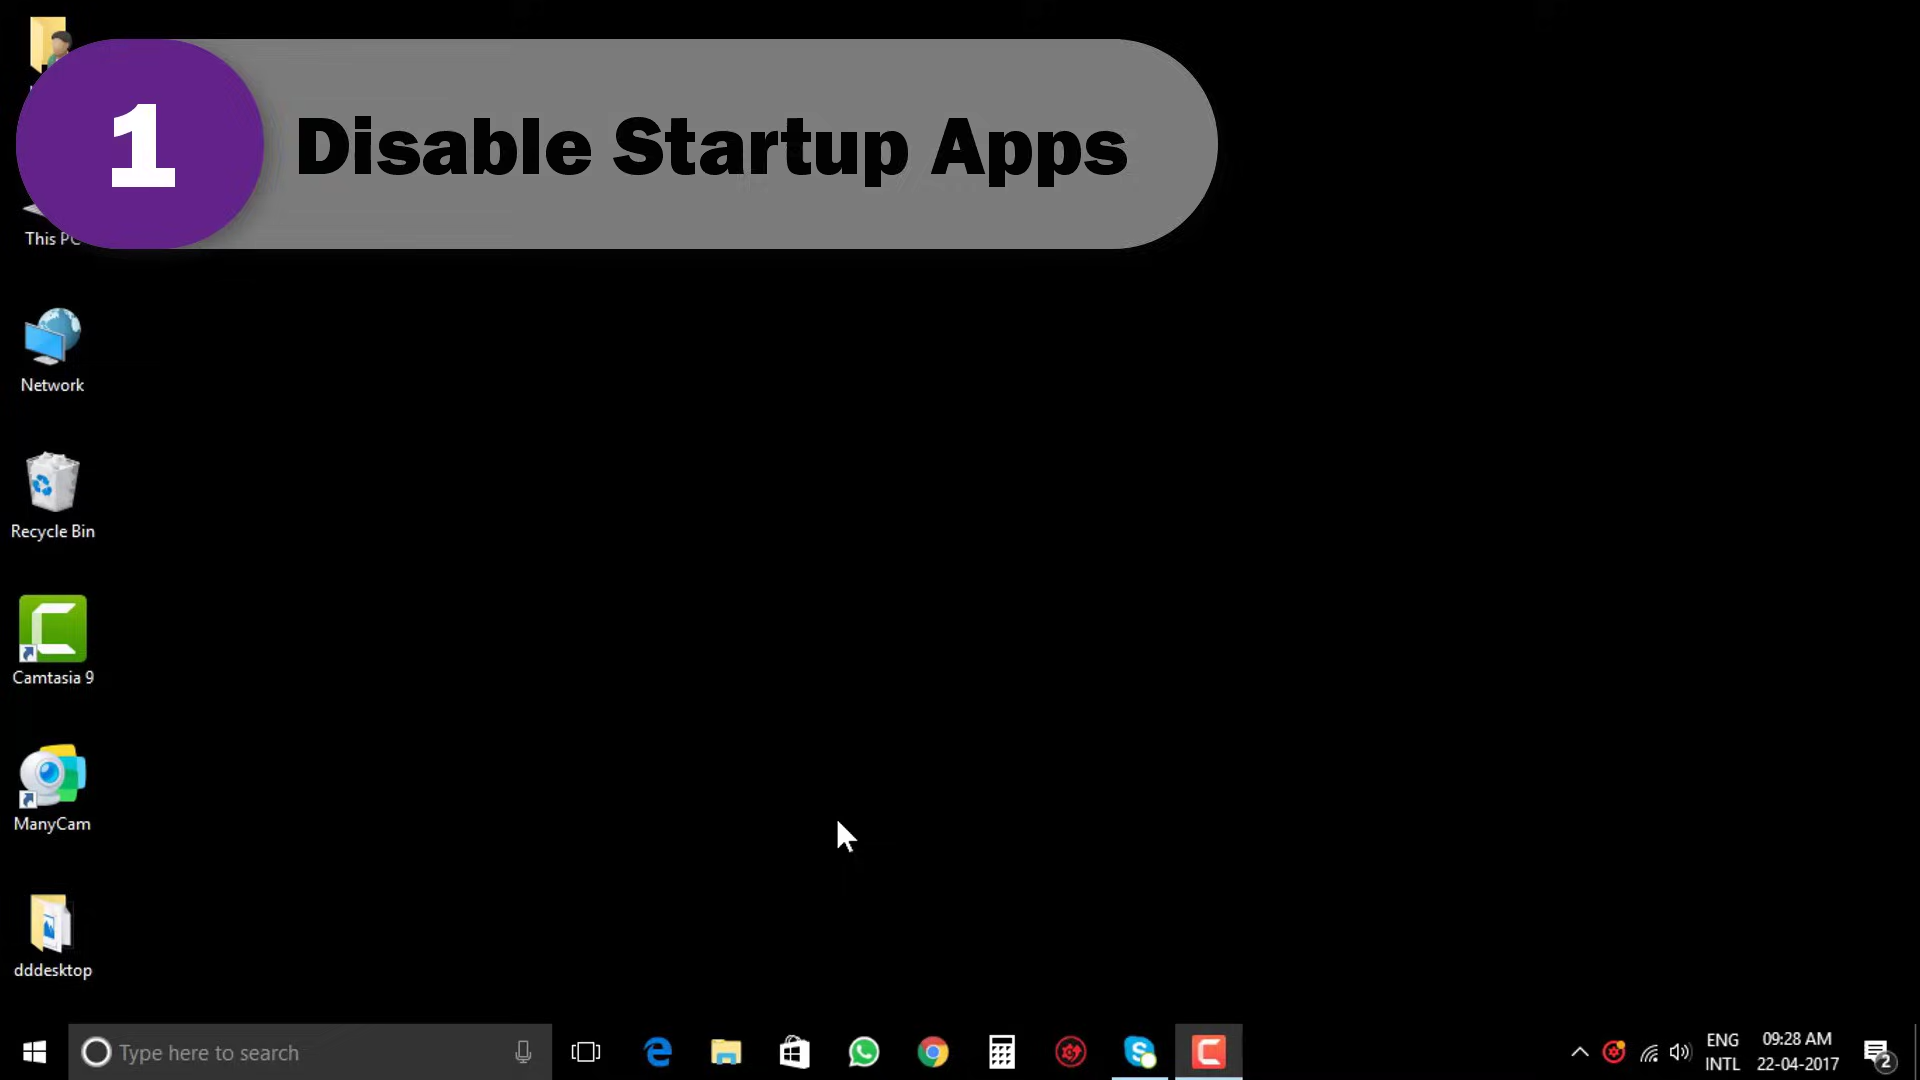 1
Disable Startup Apps
This PC
Network
Recycle Bin
Camtasia 9
ManyCam
dddesktop
Type here to search
ENG
INTL
09:28 AM
22-04-2017
2